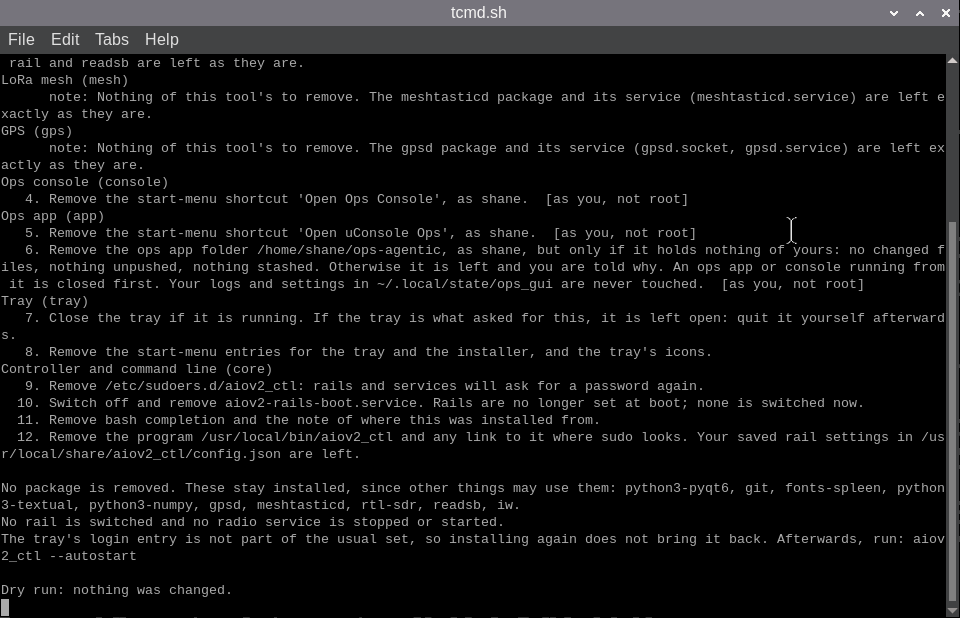 tcmd.sh
File Edit Tabs Help
rail and readsb are left as they are.
LoRa mesh (mesh)
note: Nothing of this tool's to remove. The meshtasticd package and its service (meshtasticd.service) are left e
xactly as they are.
GPS (gps)
note: Nothing of this tool's to remove. The gpsd package and its service (gpsd.socket, gpsd.service) are left ex
actly as they are.
Ops console (console)
4. Remove the start-menu shortcut 'Open Ops Console', as shane.  [as you, not root]
Ops app (app)
5. Remove the start-menu shortcut 'Open uConsole Ops', as shane.  [as you, not root]
6. Remove the ops app folder /home/shane/ops-agentic, as shane, but only if it holds nothing of yours: no changed f
iles, nothing unpushed, nothing stashed. Otherwise it is left and you are told why. An ops app or console running from
it is closed first. Your logs and settings in ~/.local/state/ops_gui are never touched.  [as you, not root]
Tray (tray)
7. Close the tray if it is running. If the tray is what asked for this, it is left open: quit it yourself afterward
s.
8. Remove the start-menu entries for the tray and the installer, and the tray's icons.
Controller and command line (core)
9. Remove /etc/sudoers.d/aiov2_ctl: rails and services will ask for a password again.
10. Switch off and remove aiov2-rails-boot.service. Rails are no longer set at boot; none is switched now.
11. Remove bash completion and the note of where this was installed from.
12. Remove the program /usr/local/bin/aiov2_ctl and any link to it where sudo looks. Your saved rail settings in /us
r/local/share/aiov2_ctl/config.json are left.
No package is removed. These stay installed, since other things may use them: python3-pyqt6, git, fonts-spleen, python
3-textual, python3-numpy, gpsd, meshtasticd, rtl-sdr, readsb, iw.
No rail is switched and no radio service is stopped or started.
The tray's login entry is not part of the usual set, so installing again does not bring it back. Afterwards, run: aiov
2_ctl --autostart
Dry run: nothing was changed.